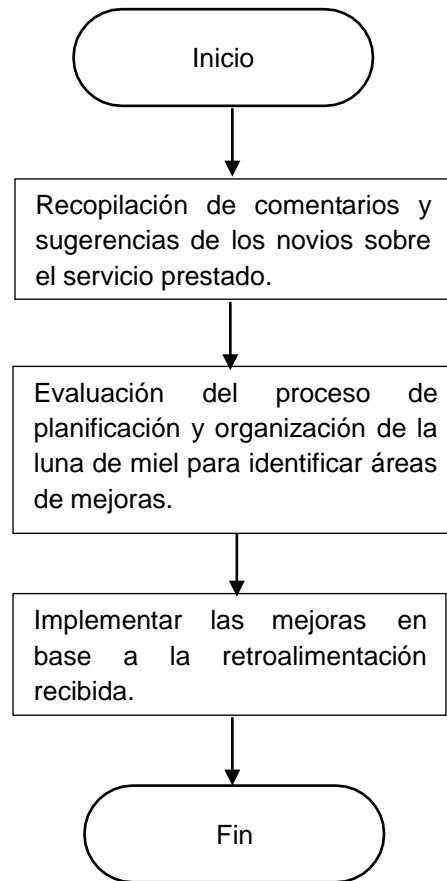 Inicio
Recopilación de comentarios y
sugerencias de los novios sobre
el servicio prestado.
Evaluación del proceso de
planificación y organización de la
luna de miel para identificar áreas
de mejoras.
Implementar las mejoras en
base a la retroalimentación
recibida.
Fin